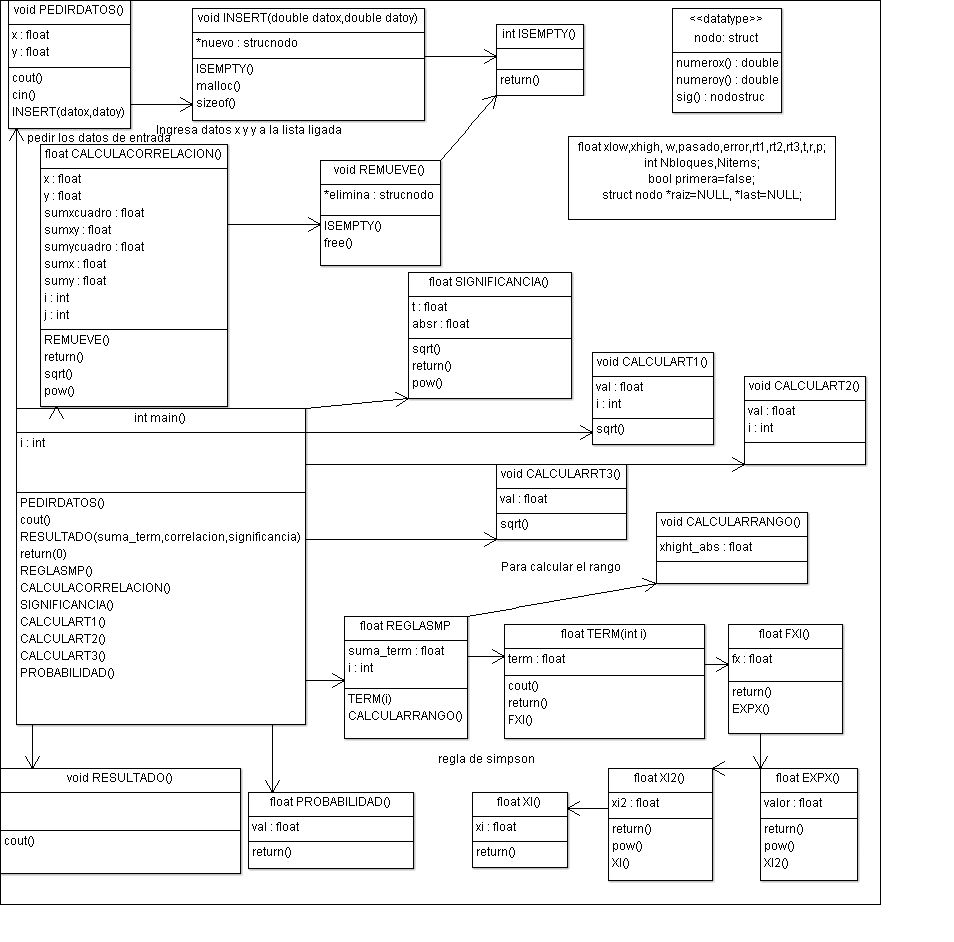 void PEDIRDATOS()
x : float
y : float
cout()
cin()
INSERT(datox,datoy)
pedir los datos de entrada
void INSERT(double datox,double datoy)
*nuevo : strucnodo
ISEMPTY()
malloc()
sizeof()
Ingresa datos x y y a la lista ligada
int ISEMPTY()
return()
<<datatype>>
nodo: struct
numerox() : double
numeroy() : double
sig() : nodostruc
float xlow,xhigh, w,pasado,error,rt1,rt2,rt3,t,r,p;
int Nbloques,Nitems;
bool primera=false;
struct nodo *raiz=NULL, *last=NULL;
float CALCULACORRELACION()
x : float
y : float
sumxcuadro : float
sumxy : float
sumycuadro : float
sumx : float
sumy : float
i : int
j : int
REMUEVE()
return()
sqrt()
pow()
void REMUEVE()
*elimina : strucnodo
ISEMPTY()
free()
float SIGNIFICANCIA()
t : float
absr : float
sqrt()
return()
pow()
void CALCULART1()
val : float
i : int
sqrt()
void CALCULART2()
val : float
i : int
int main()
i : int
PEDIRDATOS()
cout()
RESULTADO(suma_term,correlacion,significancia)
return(0)
REGLASMP()
CALCULACORRELACION()
SIGNIFICANCIA()
CALCULART1()
CALCULART2()
CALCULART3()
PROBABILIDAD()
void CALCULARRT3()
val : float
sqrt()
void CALCULARRANGO()
xhight_abs : float
Para calcular el rango
float REGLASMP
suma_term : float
i : int
TERM(i)
CALCULARRANGO()
float TERM(int i)
term : float
cout()
return()
FXI()
float FXI()
fx : float
return()
EXPX()
regla de simpson
void RESULTADO()
cout()
float PROBABILIDAD()
val : float
return()
float XI()
xi : float
return()
float XI2()
xi2 : float
return()
pow()
XI()
float EXPX()
valor : float
return()
pow()
XI2()